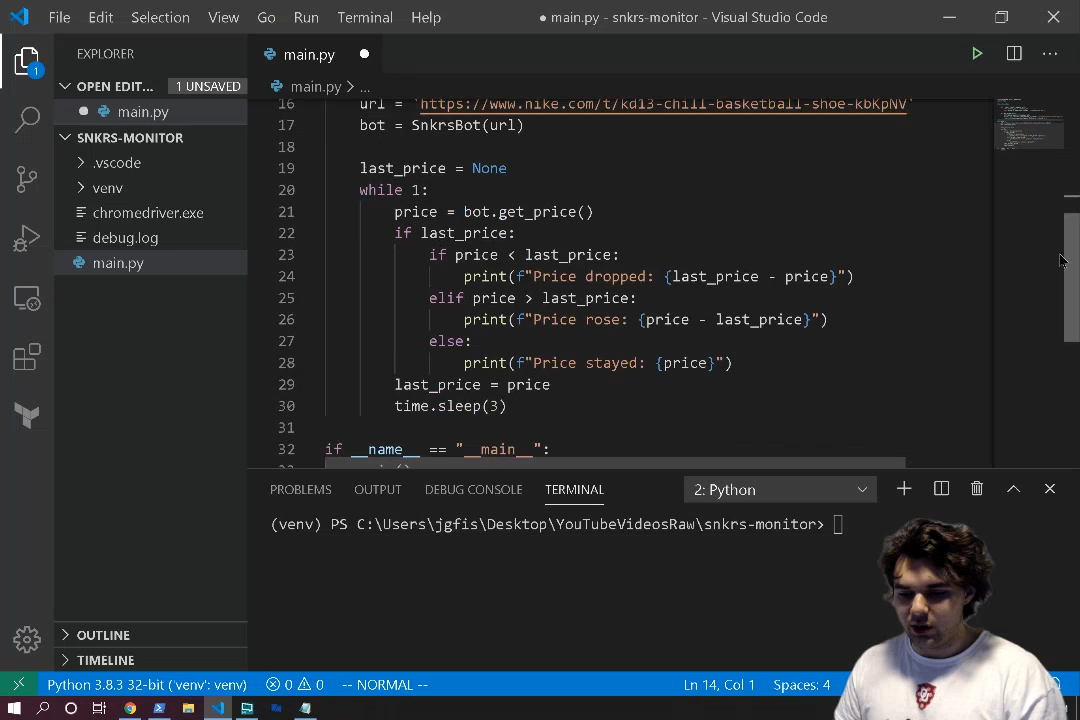 File Edit Selection View Go Run Terminal Help
● main.py - snkrs-monitor - Visual Studio Code
EXPLORER
main.py
OPEN EDIT... 1 UNSAVED
main.py > ...
main.py
SNKRS-MONITOR
.vscode
venv
chromedriver.exe
debug.log
main.py
OUTLINE
TIMELINE
16 url = 'https://www.nike.com/t/kd13-chill-basketball-shoe-kbKpNV'
17 bot = SnkrsBot(url)
18
19 last_price = None
20 while 1:
21 price = bot.get_price()
22 if last_price:
23 if price < last_price:
24 print(f"Price dropped: {last_price - price}")
25 elif price > last_price:
26 print(f"Price rose: {price - last_price}")
27 else:
28 print(f"Price stayed: {price}")
29 last_price = price
30 time.sleep(3)
31
32 if __name__ == "__main__":
PROBLEMS OUTPUT DEBUG CONSOLE TERMINAL 2: Python
(venv) PS C:\Users\jgfis\Desktop\YouTubeVideosRaw\snkrs-monitor>
1
Python 3.8.3 32-bit ('venv': venv) 0 0 -- NORMAL -- Ln 14, Col 1 Spaces: 4